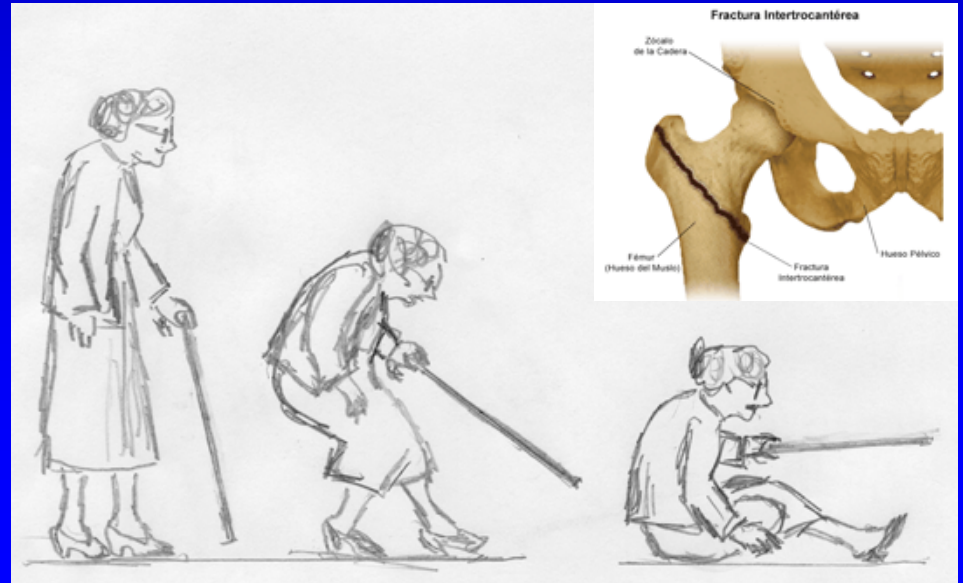 Fractura Intertrocantérea
Zócalo
de la Cadera
Fémur
(Hueso del Muslo)
Fractura
Intertrocantérea
Hueso Pélvico